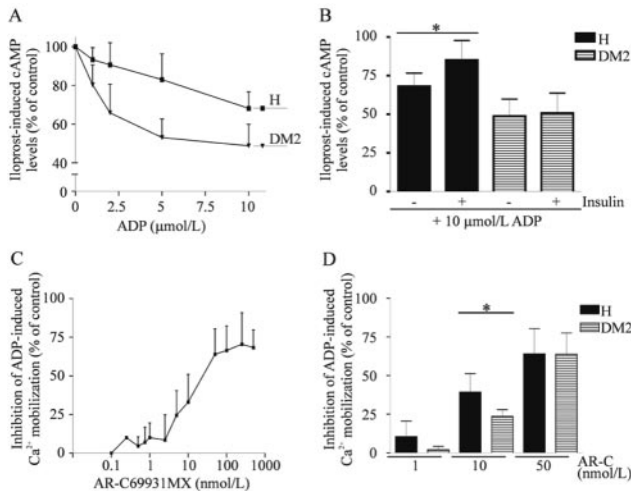 A
Iloprost-induced cAMP
levels (% of control)
100
80
60
40
0
0
2.5
5
7.5
10
ADP (μmol/L)
H
DM2
B
Iloprost-induced cAMP
levels (% of control)
100
75
50
25
0
*
H
DM2
- + - + Insulin
+ 10 μmol/L ADP
C
Inhibition of ADP-induced
Ca²⁻ mobilization (% of control)
100
75
50
25
0
0.1 1 10 100 1000
AR-C69931MX (nmol/L)
D
Inhibition of ADP-induced
Ca²⁻ mobilization (% of control)
100
75
50
25
0
*
H
DM2
1 10 50 AR-C
(nmol/L)